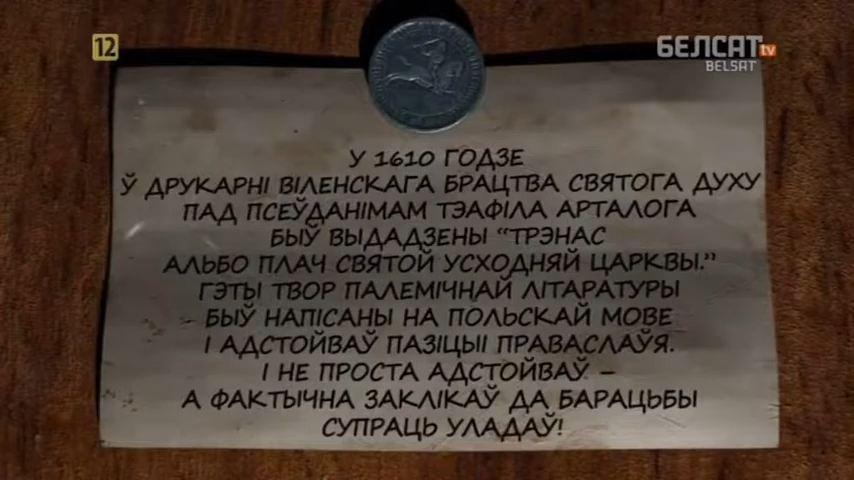 12
БЕЛСАТ tv
BELSAT
У 1610 ГОДЗЕ
Ў ДРУКАРНІ ВІЛЕНСКАГА БРАЦТВА СВЯТОГА ДУХУ
ПАД ПСЕЎДАНІМАМ ТЭАФІЛА АРТАЛОГА
БЫЎ ВЫДАДЗЕНЫ “ТРЭНАС
АЛЬБО ПЛАЧ СВЯТОЙ УСХОДНЯЙ ЦАРКВЫ.”
ГЭТЫ ТВОР ПАЛЕМІЧНАЙ ЛІТАРАТУРЫ
БЫЎ НАПІСАНЫ НА ПОЛЬСКАЙ МОВЕ
І АДСТОЙВАЎ ПАЗІЦЫІ ПРАВАСЛАЎЯ.
І НЕ ПРОСТА АДСТОЙВАЎ –
А ФАКТЫЧНА ЗАКЛІКАЎ ДА БАРАЦЬБЫ
СУПРАЦЬ УЛАДАЎ!